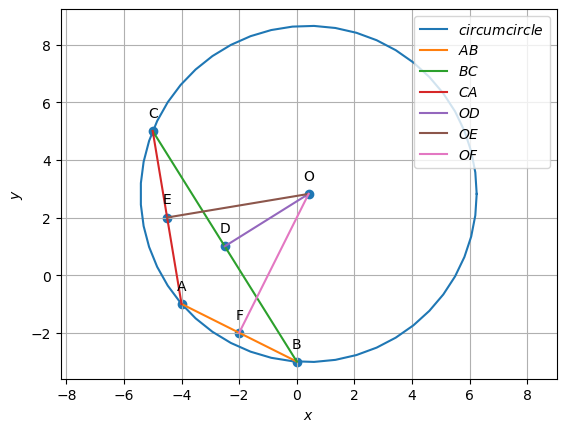 circumcircle
AB
BC
CA
OD
OE
OF
8
6
4
2
0
−2
y
C
E
O
D
A
F
B
−8 −6 −4 −2 0 2 4 6 8
x